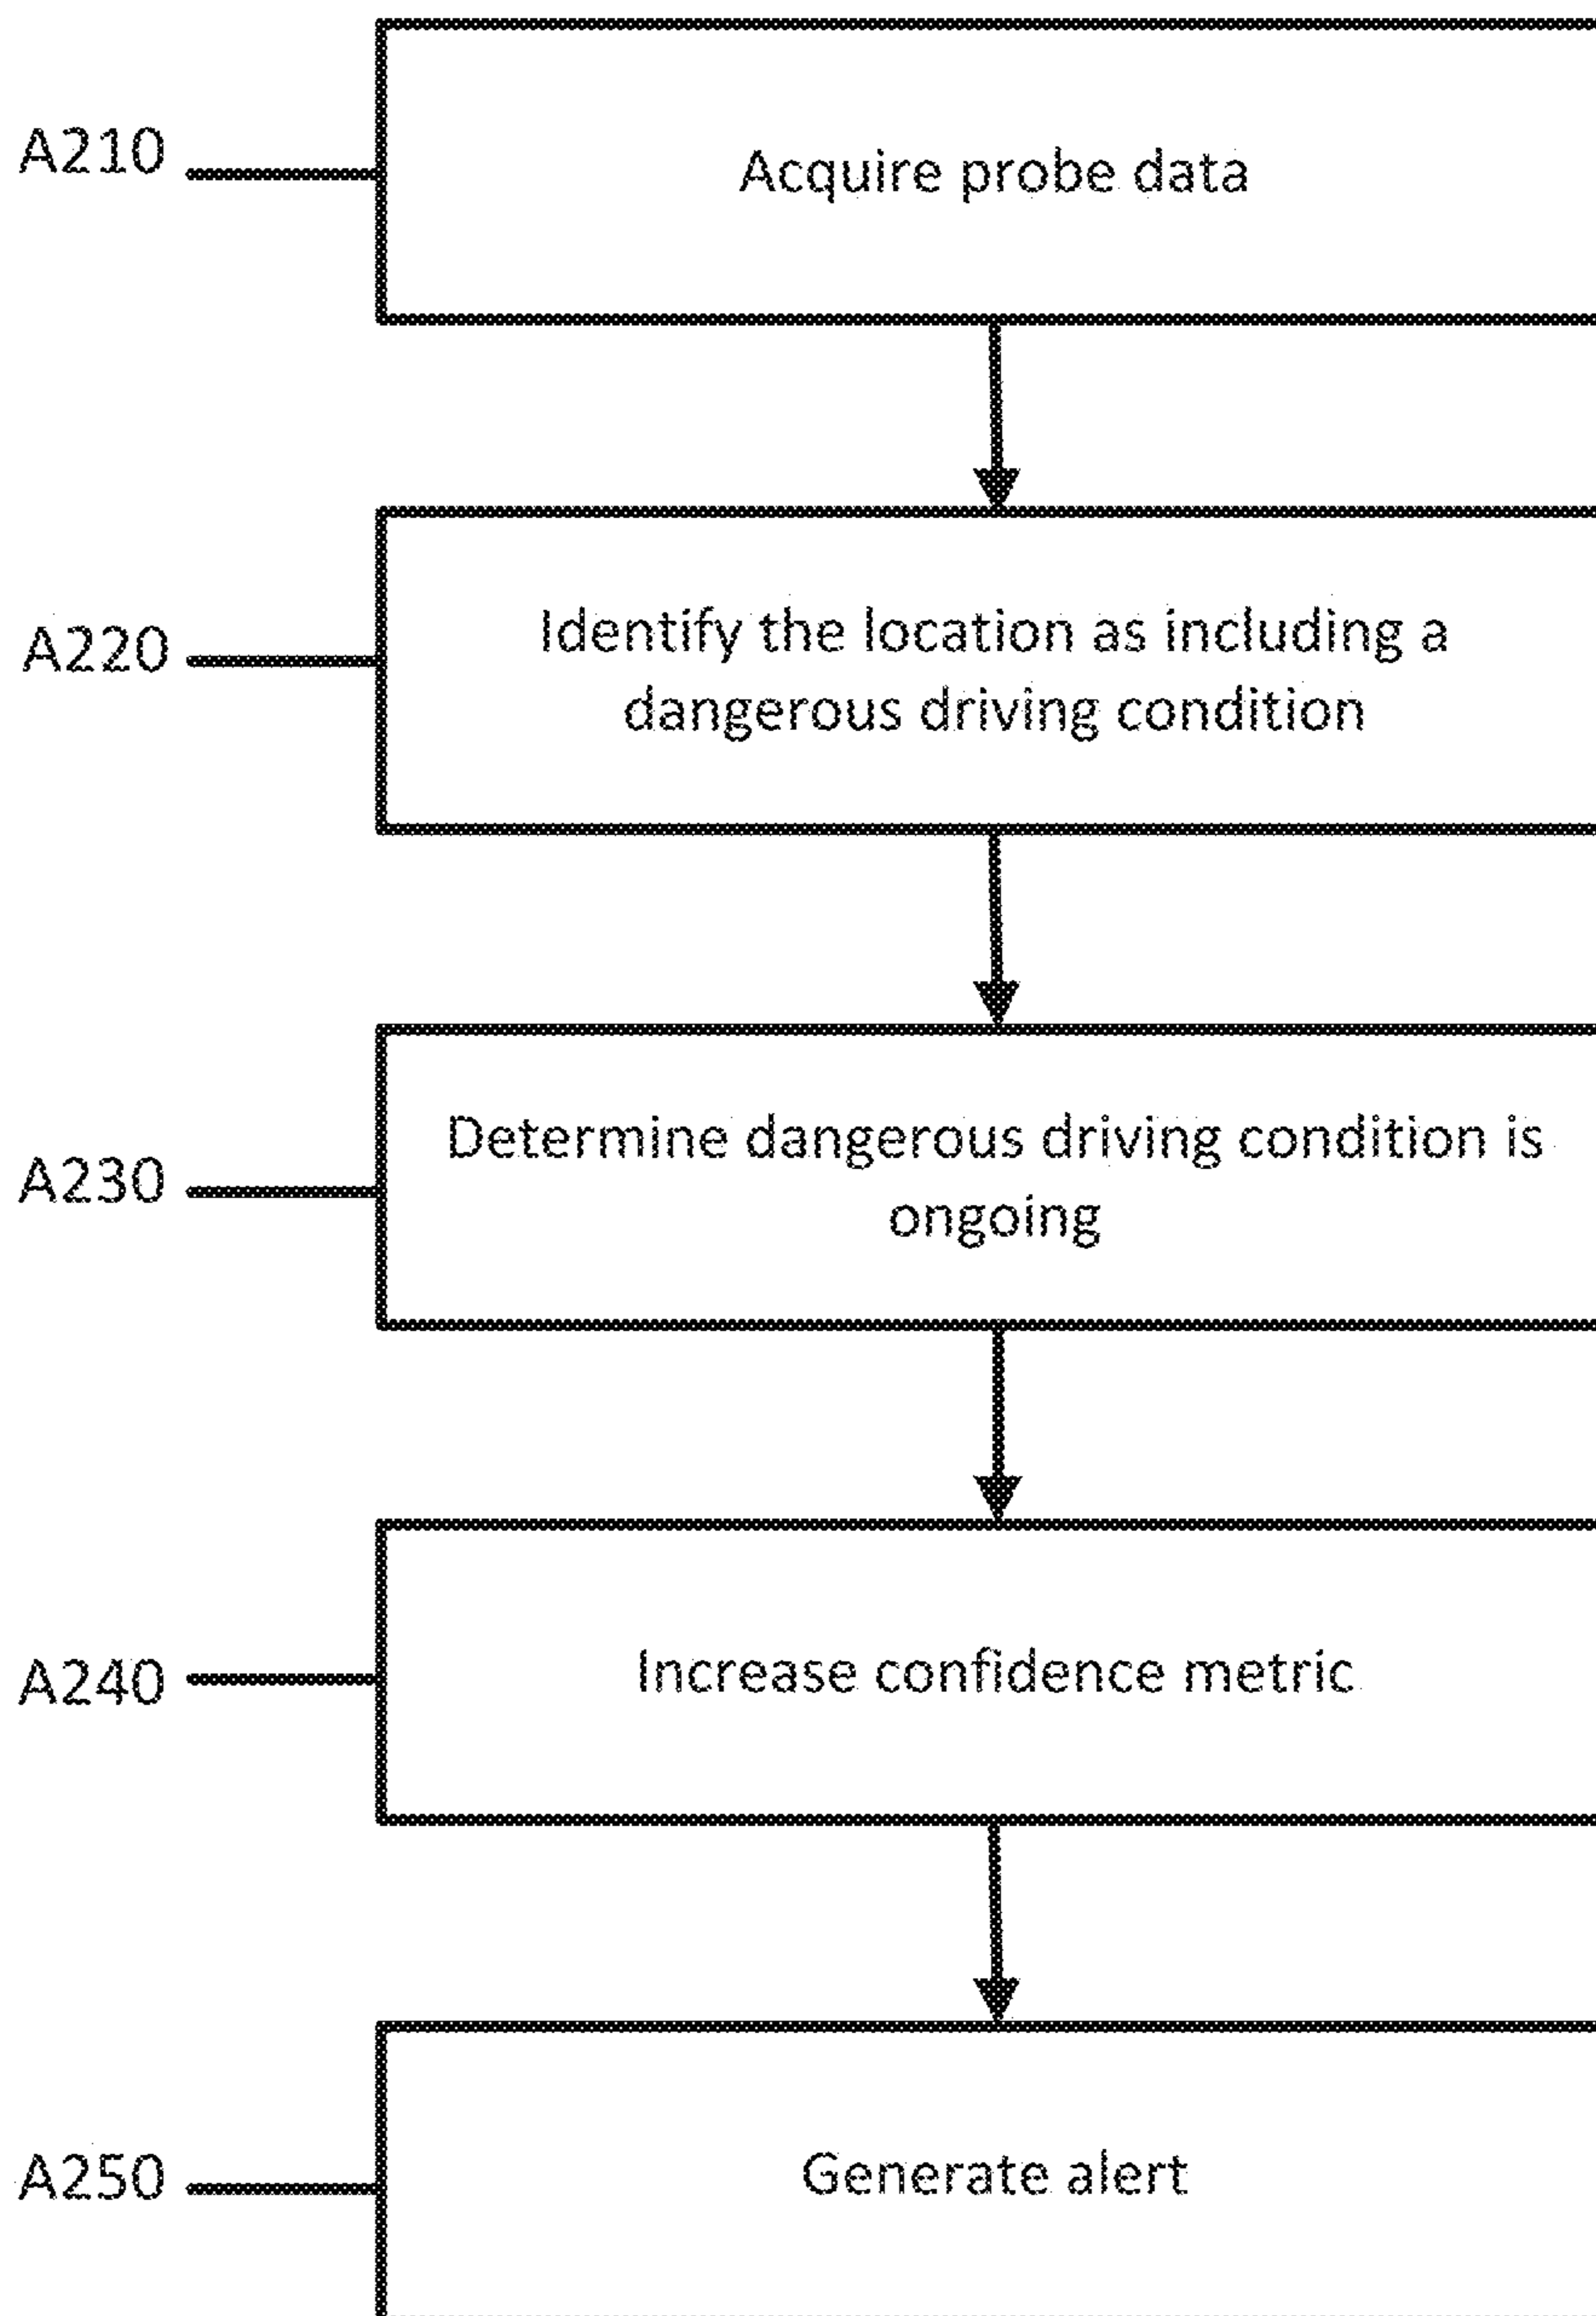 A210
Acquire probe data
A220
Identify the location as including a
dangerous driving condition
A230
Determine dangerous driving condition is
ongoing
A240
Increase confidence metric
A250
Generate alert